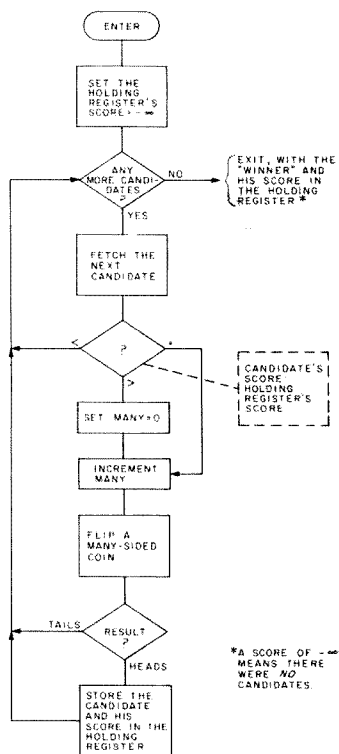 ENTER
SET THE
HOLDING
REGISTER'S
SCORE = -∞
ANY
MORE CANDI-
DATES
?
NO
EXIT, WITH THE
"WINNER" AND
HIS SCORE IN
THE HOLDING
REGISTER*
YES
FETCH THE
NEXT
CANDIDATE
<
?
=
>
CANDIDATE'S
SCORE:
HOLDING
REGISTER'S
SCORE
SET MANY=0
INCREMENT
MANY
FLIP A
MANY-SIDED
COIN
TAILS
RESULT
?
HEADS
STORE THE
CANDIDATE
AND HIS
SCORE IN THE
HOLDING
REGISTER
*A SCORE OF -∞
MEANS THERE
WERE NO
CANDIDATES.